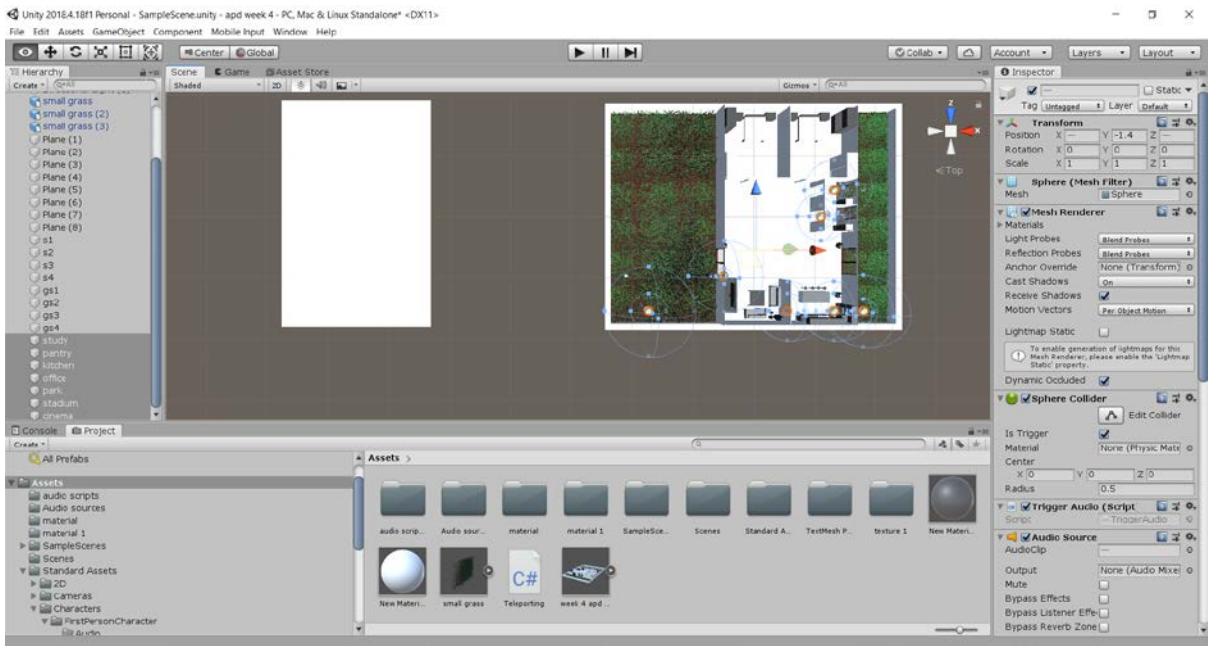 Unity 2018.4.18f1 Personal - SampleScene.unity - apd week 4 - PC, Mac & Linux Standalone* <DX11>
File Edit Assets GameObject Component Mobile Input Window Help
Center Global
Collab
Account
Layers
Layout
Hierarchy
Create
All
small grass
small grass (2)
small grass (3)
Plane (1)
Plane (2)
Plane (3)
Plane (4)
Plane (5)
Plane (6)
Plane (7)
Plane (8)
s1
s2
s3
s4
gs1
gs2
gs3
gs4
study
pantry
kitchen
office
park
stadium
cinema
Scene Game Asset Store
Shaded 2D Gizmos All
z
x
Top
Inspector
— Static
Tag Untagged Layer Default
Transform
Position X — Y -1.4 Z —
Rotation X 0 Y 0 Z 0
Scale X 1 Y 1 Z 1
Sphere (Mesh Filter)
Mesh Sphere
Mesh Renderer
Materials
Light Probes Blend Probes
Reflection Probes Blend Probes
Anchor Override None (Transform)
Cast Shadows On
Receive Shadows
Motion Vectors Per Object Motion
Lightmap Static
To enable generation of lightmaps for this
Mesh Renderer, please enable the 'Lightmap
Static' property.
Dynamic Occluded
Sphere Collider
Edit Collider
Is Trigger
Material None (Physic Mate
Center
X 0 Y 0 Z 0
Radius 0.5
Trigger Audio (Script
Script TriggerAudio
Audio Source
AudioClip —
Output None (Audio Mixe
Mute
Bypass Effects
Bypass Listener Effe
Bypass Reverb Zone
Console Project
Create
All Prefabs
Assets
audio scripts
Audio sources
material
material 1
SampleScenes
Scenes
Standard Assets
2D
Cameras
Characters
FirstPersonCharacter
Audio
Assets >
audio scrip... Audio sour... material material 1 SampleSce... Scenes Standard A... TextMesh P... texture 1 New Materi...
C#
New Materi... small grass Teleporting week 4 apd ...